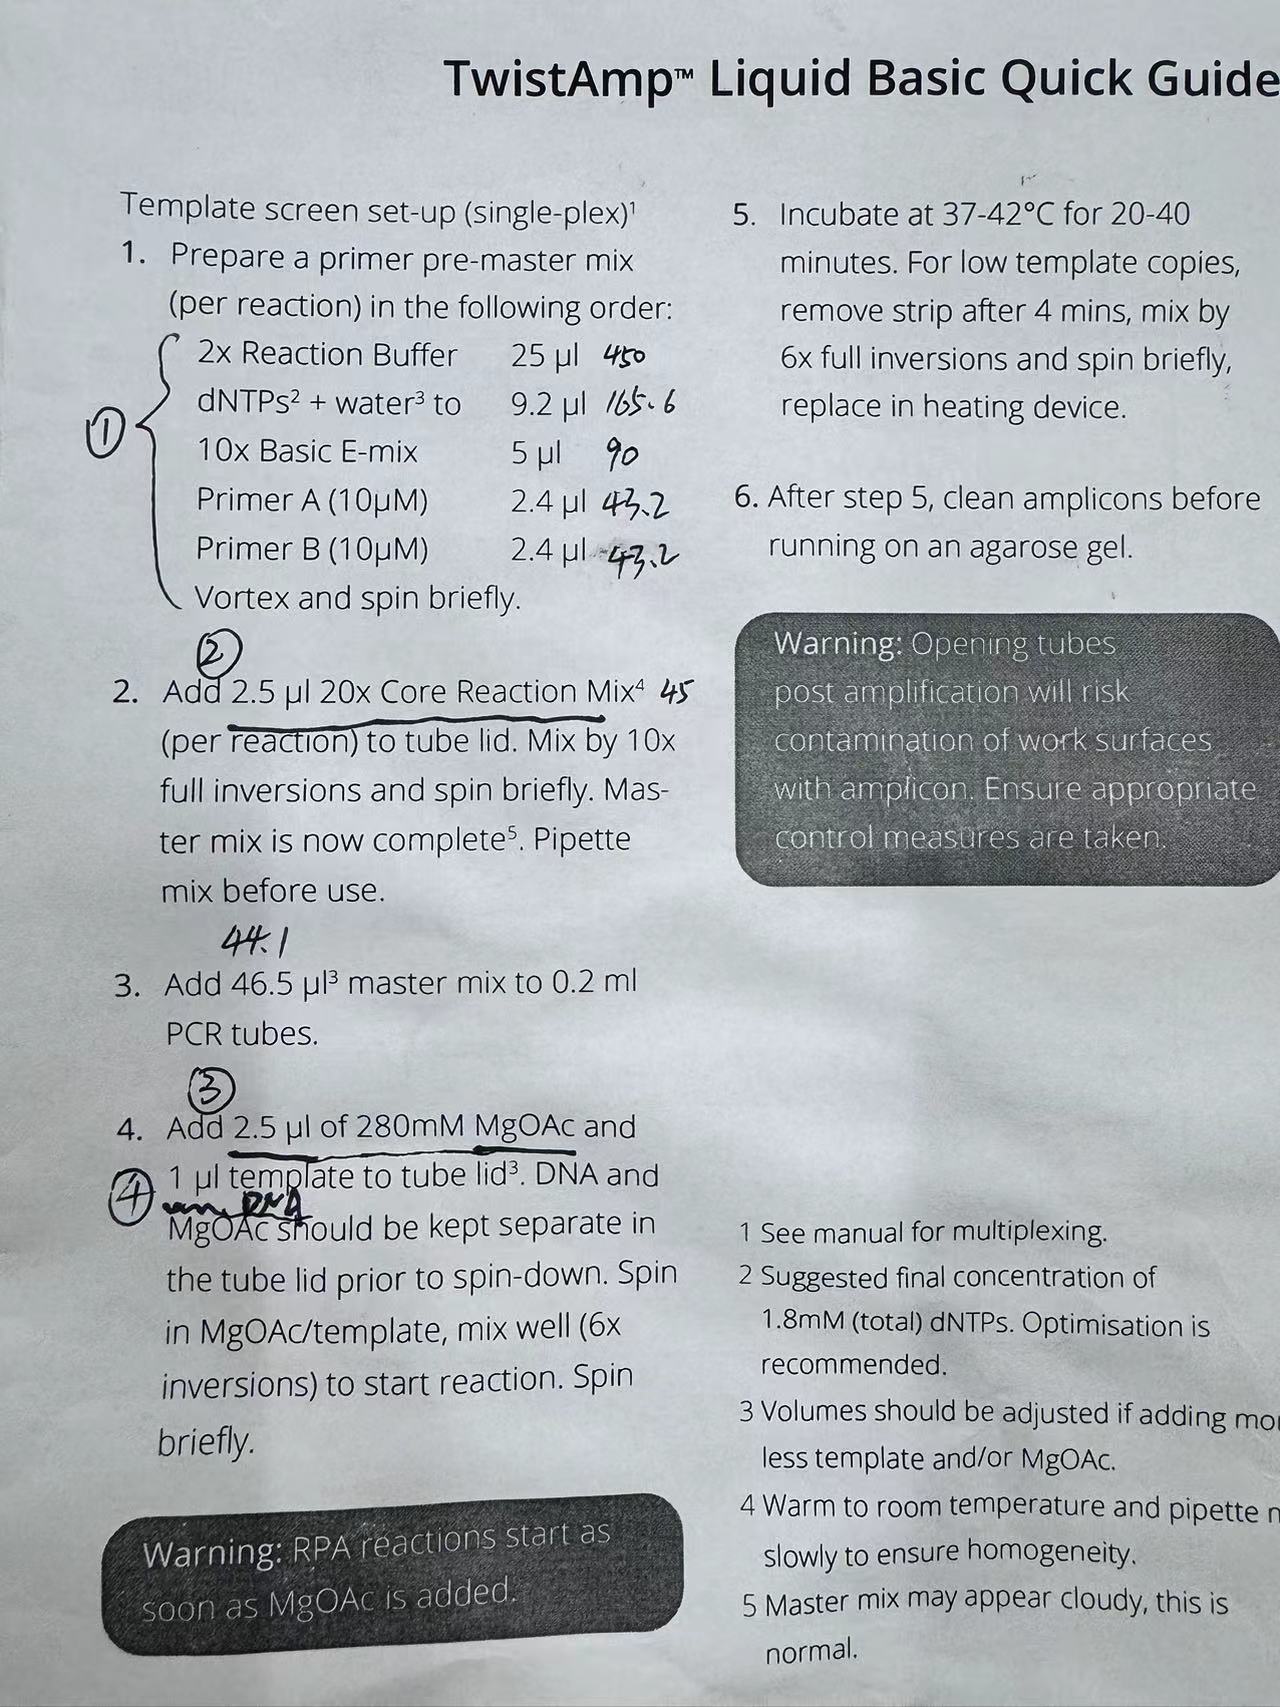 TwistAmp™ Liquid Basic Quick Guide
Template screen set-up (single-plex)¹
1. Prepare a primer pre-master mix
(per reaction) in the following order:
2x Reaction Buffer 25 µl 450
dNTPs² + water³ to 9.2 µl 165.6
①
10x Basic E-mix 5 µl 90
Primer A (10µM) 2.4 µl 43.2
Primer B (10µM) 2.4 µl 43.2
Vortex and spin briefly.
②
2. Add 2.5 µl 20x Core Reaction Mix⁴ 45
(per reaction) to tube lid. Mix by 10x
full inversions and spin briefly. Mas-
ter mix is now complete⁵. Pipette
mix before use.
44.1
3. Add 46.5 µl³ master mix to 0.2 ml
PCR tubes.
③
4. Add 2.5 µl of 280mM MgOAc and
④ 1 µl template to tube lid³. DNA and
DNA
MgOAc should be kept separate in
the tube lid prior to spin-down. Spin
in MgOAc/template, mix well (6x
inversions) to start reaction. Spin
briefly.
Warning: RPA reactions start as
soon as MgOAc is added.
5. Incubate at 37-42°C for 20-40
minutes. For low template copies,
remove strip after 4 mins, mix by
6x full inversions and spin briefly,
replace in heating device.
6. After step 5, clean amplicons before
running on an agarose gel.
Warning: Opening tubes
post amplification will risk
contamination of work surfaces
with amplicon. Ensure appropriate
control measures are taken.
1 See manual for multiplexing.
2 Suggested final concentration of
1.8mM (total) dNTPs. Optimisation is
recommended.
3 Volumes should be adjusted if adding
less template and/or MgOAc.
4 Warm to room temperature and pipette
slowly to ensure homogeneity.
5 Master mix may appear cloudy, this is
normal.